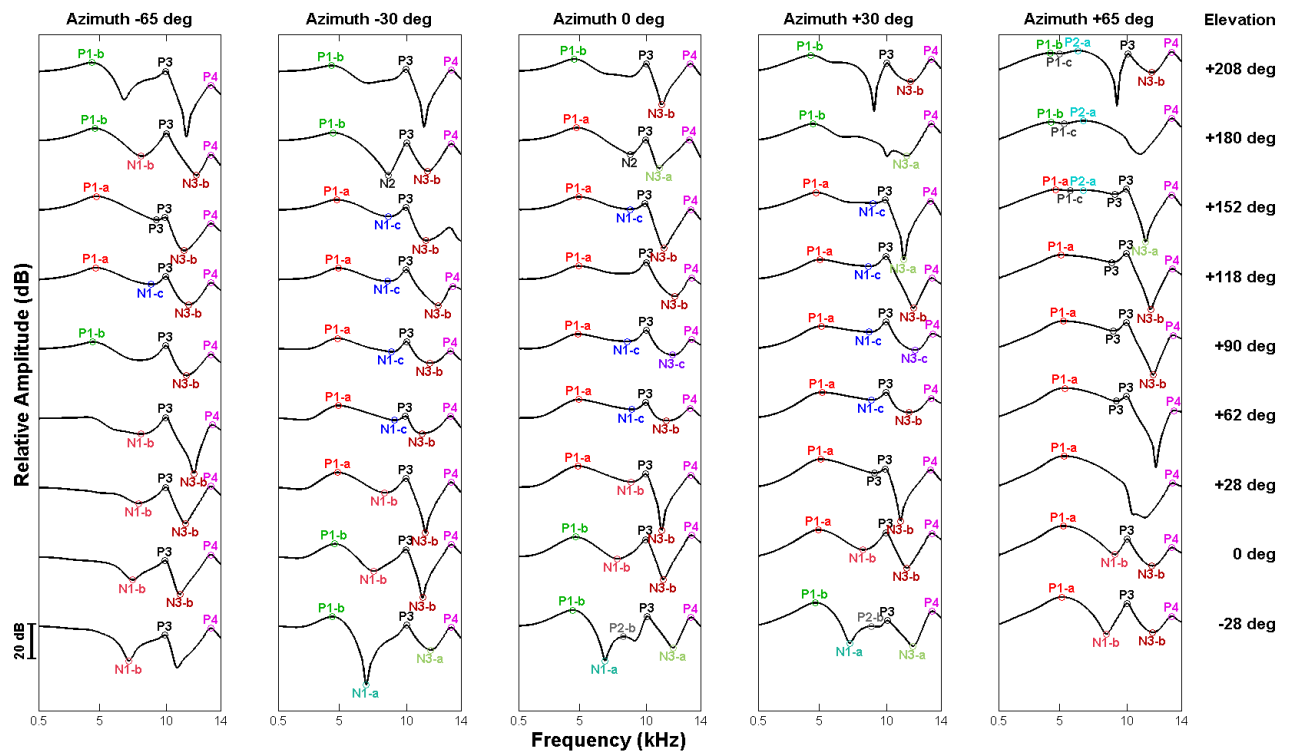 Azimuth -65 deg Azimuth -30 deg Azimuth 0 deg Azimuth +30 deg Azimuth +65 deg Elevation
P1-b P3 P4 N3-b P1-b P3 P4 P1-b P3 P4 N3-b P1-b P3 P4 N3-b P1-b P1-c P2-a P3 P4 N3-b +208 deg
P1-b N1-b P3 N3-b P4 P1-b N2 P3 N3-b P4 P1-a N2 P3 N3-a P4 P1-b N3-a P4 P1-b P1-c P2-a P4 +180 deg
P1-a P3 P3 N3-b P4 P1-a N1-c P3 N3-b P1-a N1-c P3 N3-b P4 P1-a N1-c P3 N3-a P4 P1-a P1-c P2-a P3 P3 N3-a P4 +152 deg
P1-a N1-c P3 N3-b P4 P1-a N1-c P3 N3-b P4 P1-a P3 N3-b P4 P1-a N1-c P3 N3-b P4 P1-a P3 P3 N3-b P4 +118 deg
P1-b P3 N3-b P4 P1-a N1-c P3 N3-b P4 P1-a N1-c P3 N3-c P4 P1-a N1-c P3 N3-c P4 P1-a P3 P3 N3-b P4 +90 deg
N1-b P3 N3-b P4 P1-a N1-c P3 N3-b P4 P1-a N1-c P3 N3-b P4 P1-a N1-c P3 N3-b P4 P1-a P3 P3 P4 +62 deg
N1-b P3 N3-b P4 P1-a N1-b P3 N3-b P4 P1-a N1-b P3 N3-b P4 P1-a P3 N3-b P4 P1-a P4 +28 deg
N1-b P3 N3-b P4 P1-b N1-b P3 N3-b P4 P1-b N1-b P3 N3-b P4 P1-a N1-b P3 N3-b P4 P1-a N1-b P3 N3-b P4 0 deg
N1-b P3 P4 P1-b N1-a P3 N3-a P4 P1-b N1-a P2-b P3 N3-a P4 P1-b N1-a P2-b P3 N3-a P4 P1-a N1-b P3 N3-b P4 -28 deg
Relative Amplitude (dB)
20 dB
0.5 5 10 14 0.5 5 10 14 0.5 5 10 14 0.5 5 10 14 0.5 5 10 14
Frequency (kHz)